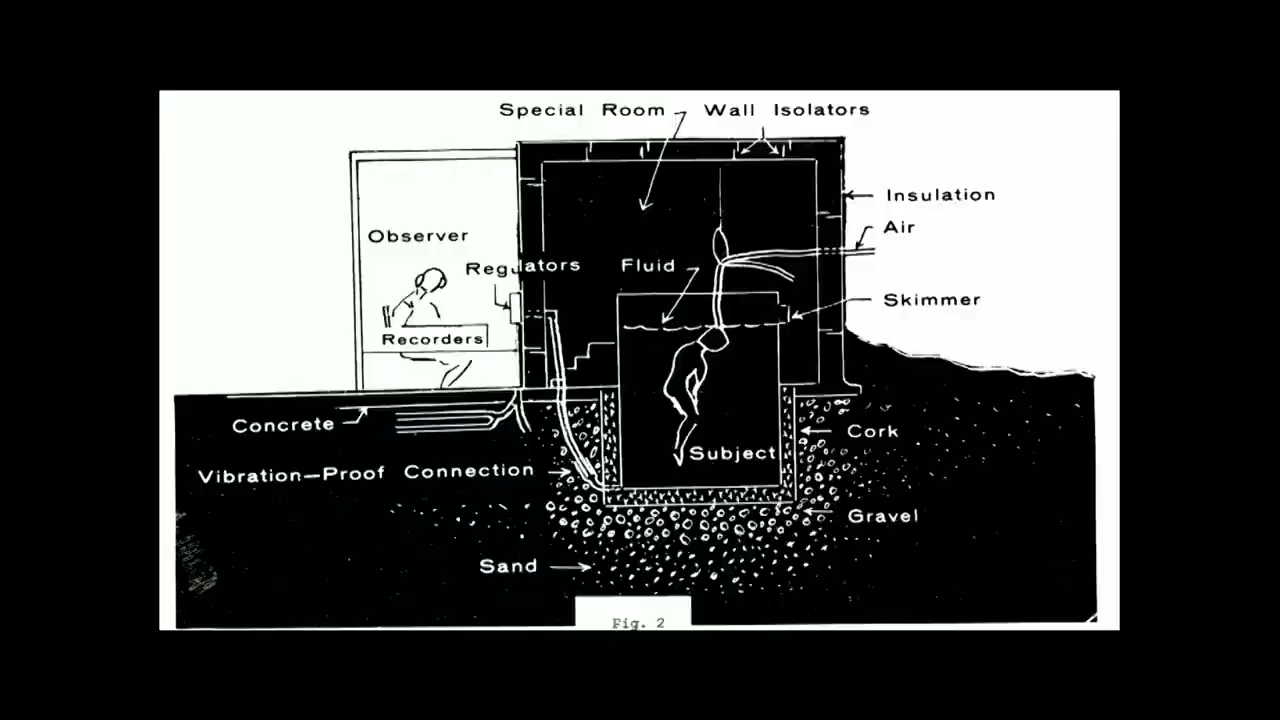 Special Room Wall Isolators
Insulation
Air
Observer
Regulators
Fluid
Skimmer
Recorders
Concrete
Cork
Subject
Vibration—Proof Connection
Gravel
Sand
Fig. 2